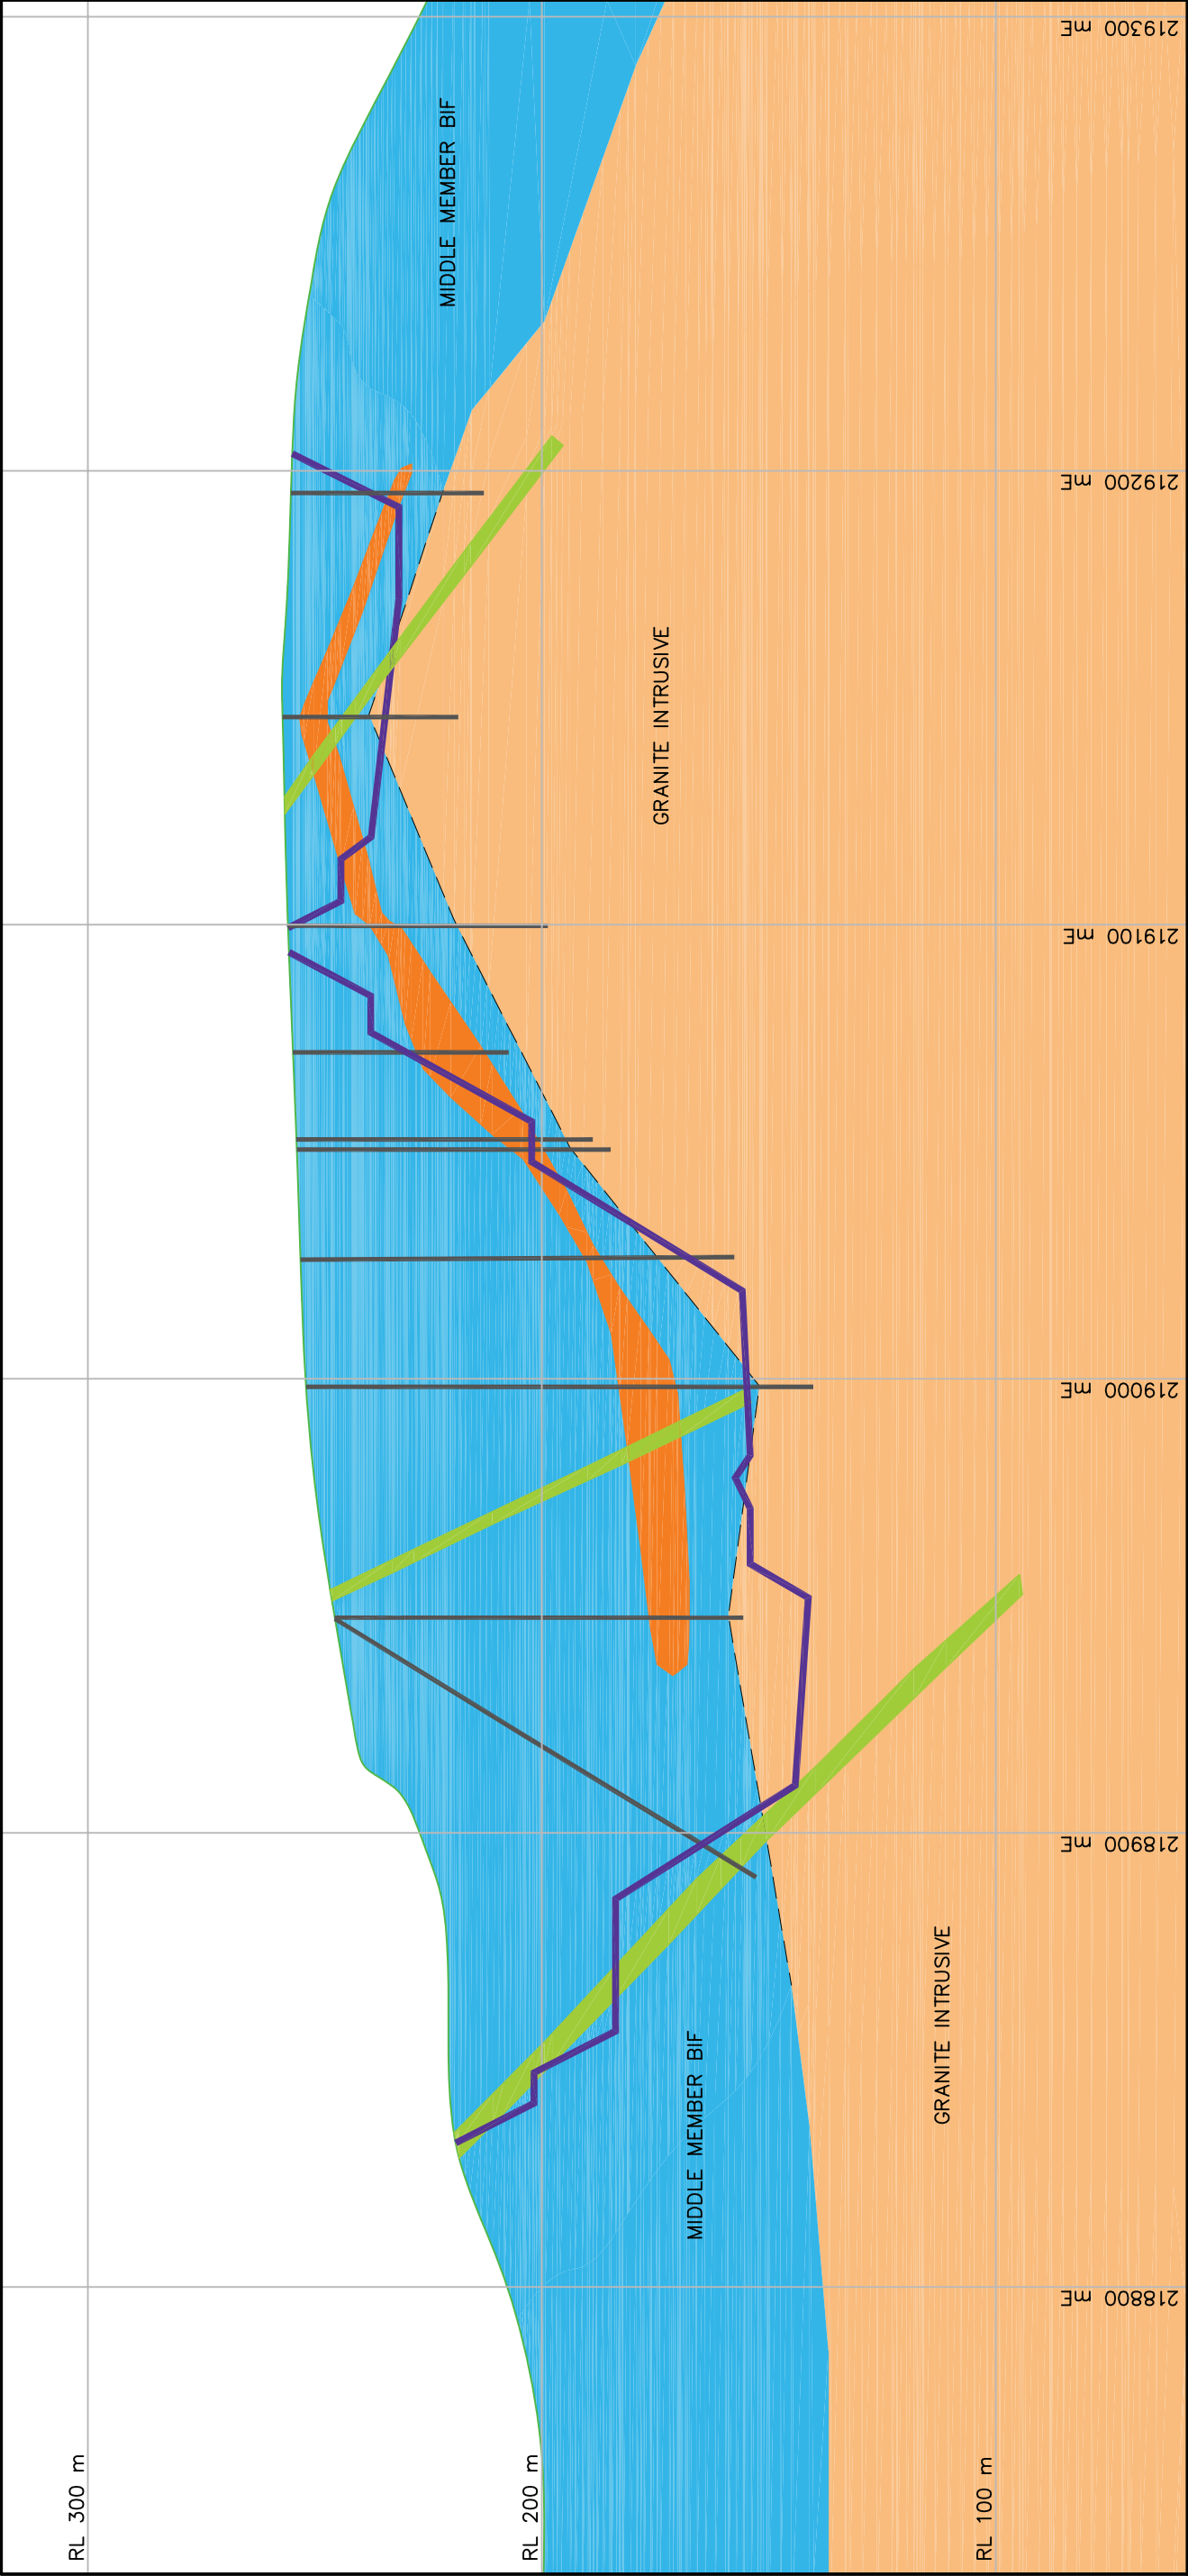 RL 300 m
RL 200 m
RL 100 m
MIDDLE MEMBER BIF
GRANITE INTRUSIVE
MIDDLE MEMBER BIF
GRANITE INTRUSIVE
218800 mE
218900 mE
219000 mE
219100 mE
219200 mE
219300 mE